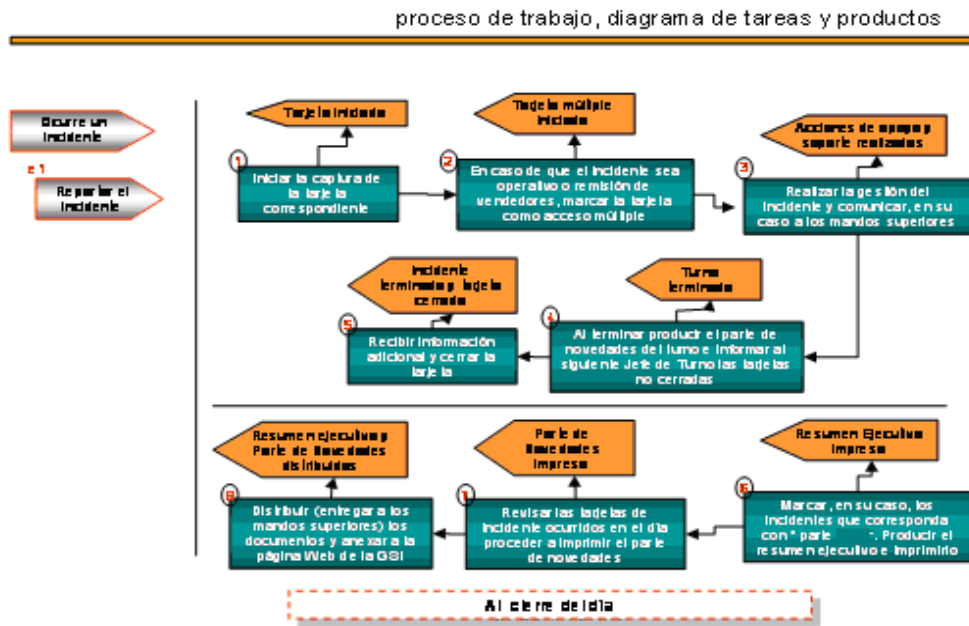 proceso de trabajo, diagrama de tareas y productos
Ocurre un
incidente
e1
Reportar el
incidente
Tarjeta iniciada
1
Iniciar la captura de
la tarjeta
correspondiente
Tarjeta múltiple
iniciada
2
En caso de que el incidente sea
operativo o remisión de
vendedores, marcar la tarjeta
como acceso múltiple
Acciones de apoyo y
soporte realizados
3
Realizar la gestión del
incidente y comunicar, en su
caso a los mandos superiores
Turno
terminado
4
Al terminar producir el parte de
novedades del turno e informar al
siguiente Jefe de Turno las tarjetas
no cerradas
Incidente
terminado y tarjeta
cerrada
5
Recibir información
adicional y cerrar la
tarjeta
Resumen Ejecutivo
impreso
6
Marcar, en su caso, los
incidentes que corresponda
con " parte ". Producir el
resumen ejecutivo e imprimirlo
Parte de
Novedades
impreso
7
Revisar las tarjetas de
incidente ocurridos en el día
proceder a imprimir el parte
de novedades
Resumen ejecutivo y
Parte de Novedades
distribuidos
8
Distribuir (entregar a los
mandos superiores) los
documentos y anexar a la
página Web de la GSI
Al cierre del día